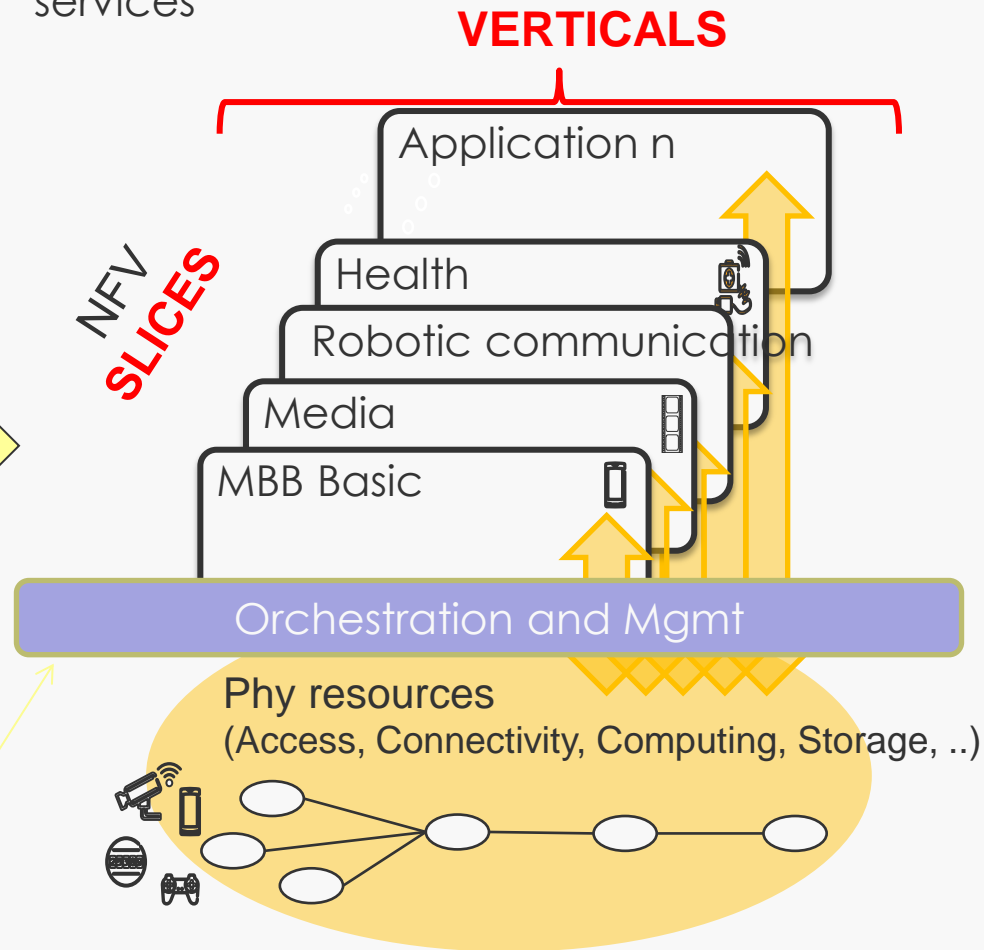 services
VERTICALS
Application n
NFV
SLICES
Health
Robotic communication
Media
MBB Basic
Orchestration and Mgmt
Phy resources
(Access, Connectivity, Computing, Storage, ..)